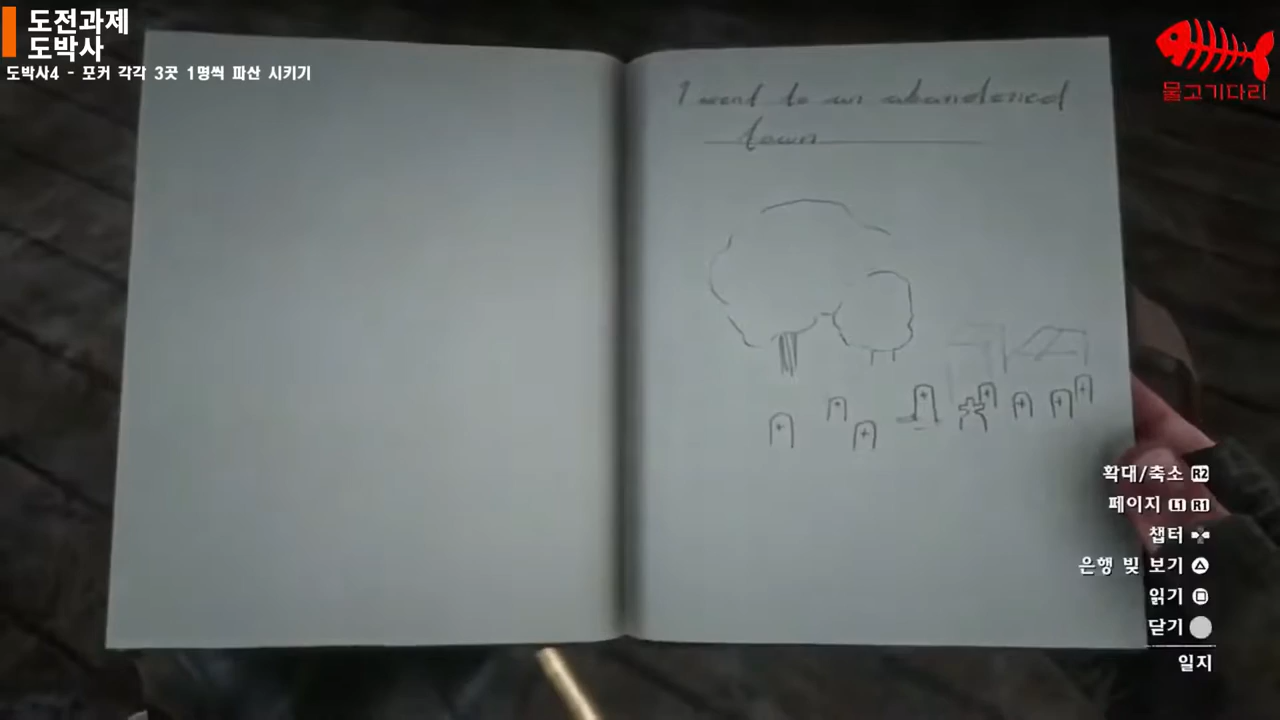 도전과제
도박사
도박사4 - 포커 각각 3곳 1명씩 파산 시키기
물고기다리
I went to an abandoned
town
확대/축소 R2
페이지 L1 R1
챕터
은행 빚 보기
읽기
닫기
일지